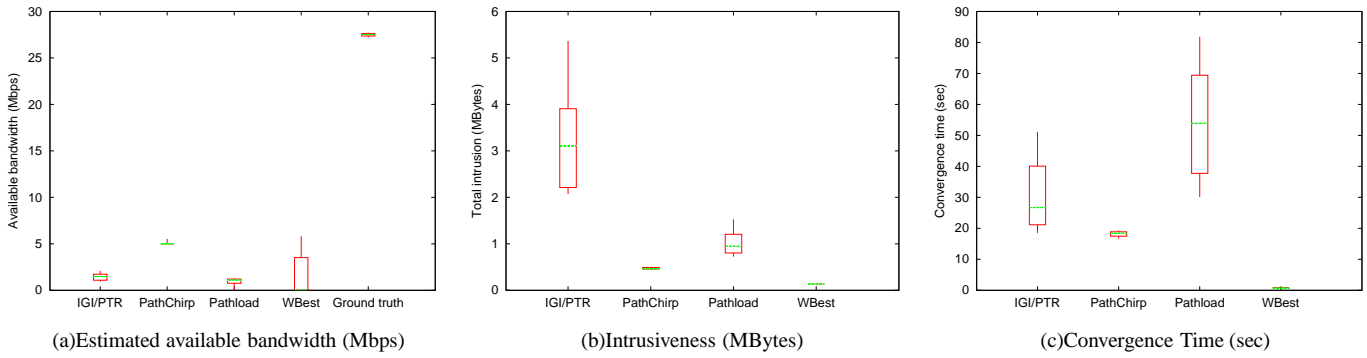 30
25
20
15
10
5
0
Available bandwidth (Mbps)
IGI/PTR PathChirp Pathload WBest Ground truth
(a)Estimated available bandwidth (Mbps)
6
5
4
3
2
1
0
Total intrusion (MBytes)
IGI/PTR PathChirp Pathload WBest
(b)Intrusiveness (MBytes)
90
80
70
60
50
40
30
20
10
0
Convergence time (sec)
IGI/PTR PathChirp Pathload WBest
(c)Convergence Time (sec)